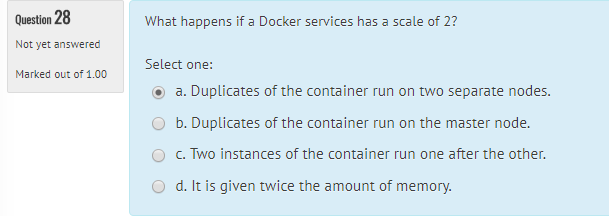 Question 28
Not yet answered
Marked out of 1.00
What happens if a Docker services has a scale of 2?
Select one:
a. Duplicates of the container run on two separate nodes.
b. Duplicates of the container run on the master node.
c. Two instances of the container run one after the other.
d. It is given twice the amount of memory.